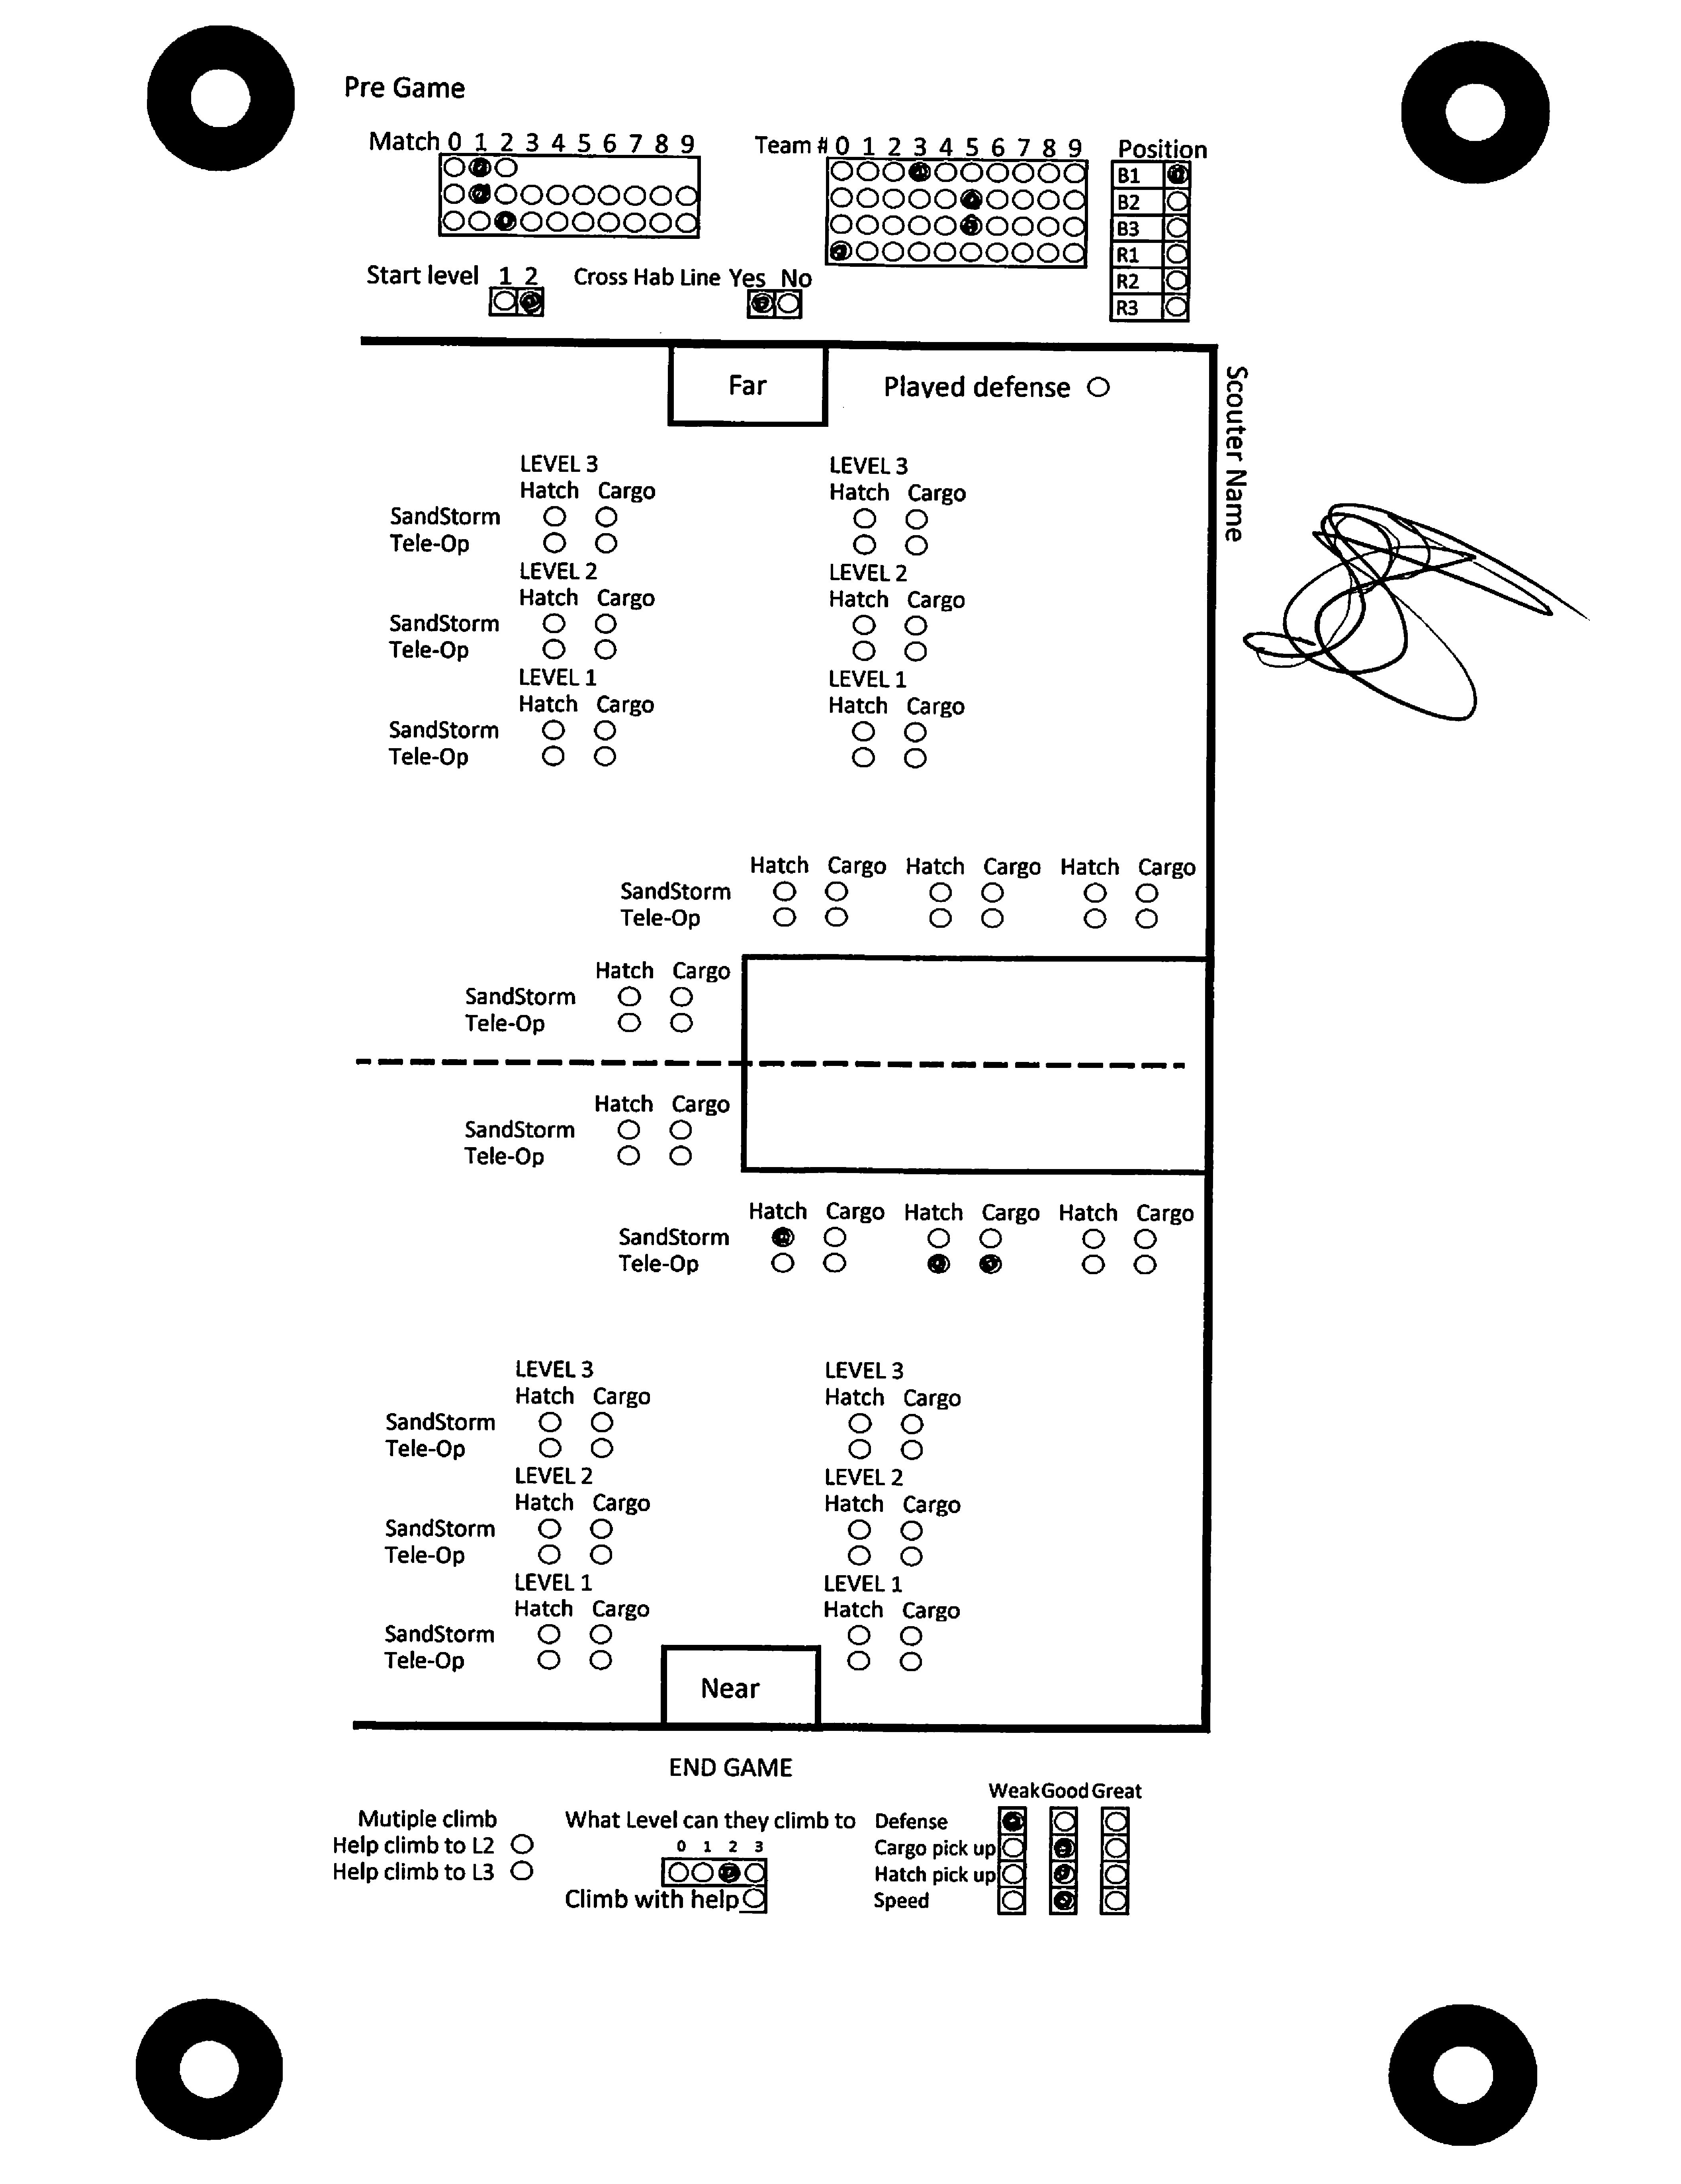 Pre Game
Match 0 1 2 3 4 5 6 7 8 9
Team # 0 1 2 3 4 5 6 7 8 9
Position
B1
B2
B3
R1
R2
R3
Start level 1 2
Cross Hab Line Yes No
Far
Played defense
Scouter Name
LEVEL 3 LEVEL 3
Hatch Cargo Hatch Cargo
SandStorm
Tele-Op
LEVEL 2 LEVEL 2
Hatch Cargo Hatch Cargo
SandStorm
Tele-Op
LEVEL 1 LEVEL 1
Hatch Cargo Hatch Cargo
SandStorm
Tele-Op
Hatch Cargo Hatch Cargo Hatch Cargo
SandStorm
Tele-Op
Hatch Cargo
SandStorm
Tele-Op
Hatch Cargo
SandStorm
Tele-Op
Hatch Cargo Hatch Cargo Hatch Cargo
SandStorm
Tele-Op
LEVEL 3 LEVEL 3
Hatch Cargo Hatch Cargo
SandStorm
Tele-Op
LEVEL 2 LEVEL 2
Hatch Cargo Hatch Cargo
SandStorm
Tele-Op
LEVEL 1 LEVEL 1
Hatch Cargo Hatch Cargo
SandStorm
Tele-Op
Near
END GAME
Weak Good Great
Mutiple climb
Help climb to L2
Help climb to L3
What Level can they climb to
0 1 2 3
Climb with help
Defense
Cargo pick up
Hatch pick up
Speed